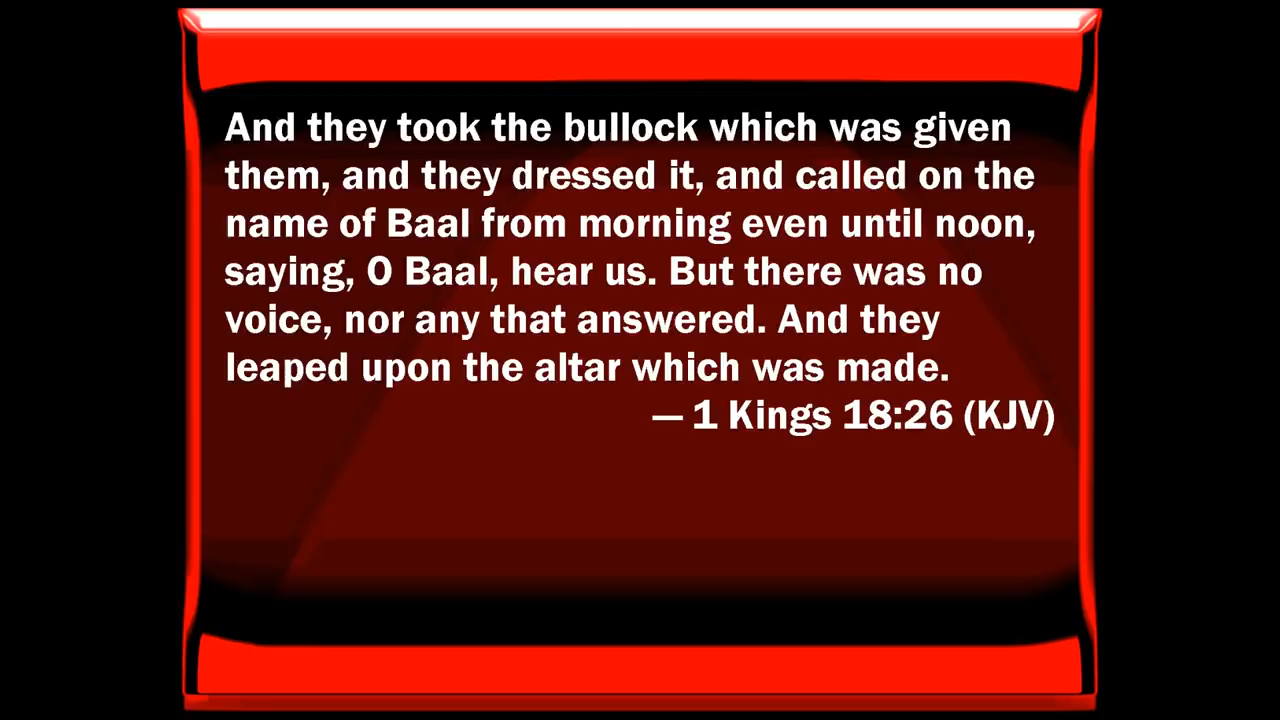 And they took the bullock which was given
them, and they dressed it, and called on the
name of Baal from morning even until noon,
saying, O Baal, hear us. But there was no
voice, nor any that answered. And they
leaped upon the altar which was made.
— 1 Kings 18:26 (KJV)